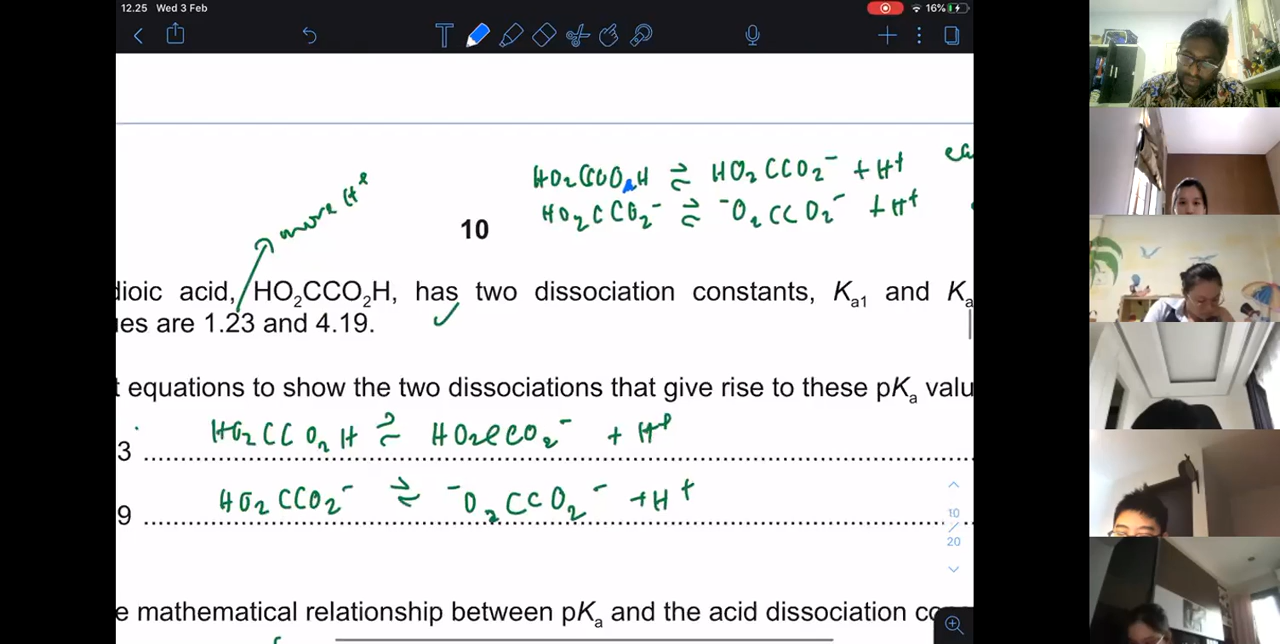 12.25 Wed 3 Feb
16%
HO₂CCO₂H ⇌ HO₂CCO₂⁻ + H⁺
HO₂CCO₂⁻ ⇌ ⁻O₂CCO₂⁻ + H⁺
more H⁺
10
dioic acid, HO₂CCO₂H, has two dissociation constants, Kₐ₁ and Kₐ
ues are 1.23 and 4.19.
t equations to show the two dissociations that give rise to these pKₐ valu
3 HO₂CCO₂H ⇌ HO₂CCO₂⁻ + H⁺
9 HO₂CCO₂⁻ ⇌ ⁻O₂CCO₂⁻ + H⁺
10
20
e mathematical relationship between pKₐ and the acid dissociation co